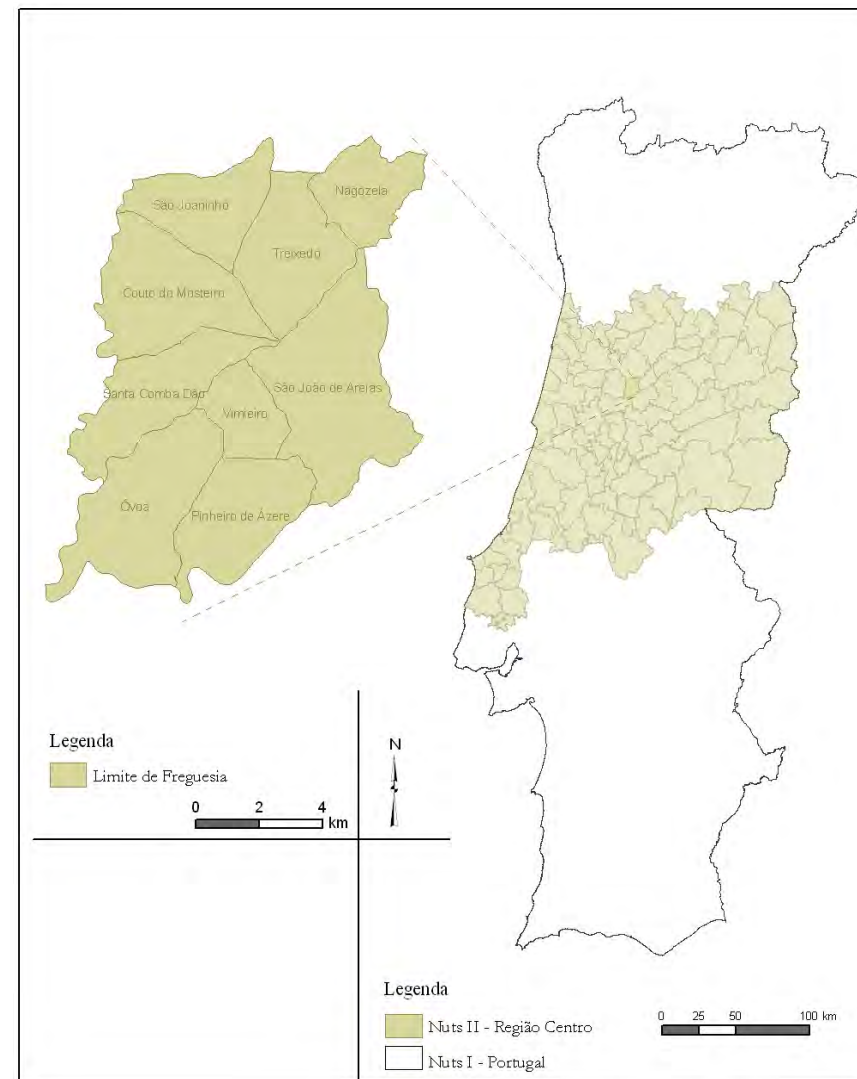 Nagozela
São Joaninho
Treixedo
Couto do Mosteiro
Santa Comba Dão
São João de Areias
Vimieiro
Óvoa
Pinheiro de Ázere
Legenda
Limite de Freguesia
0 2 4
km
N
Legenda
Nuts II - Região Centro
Nuts I - Portugal
0 25 50 100 km